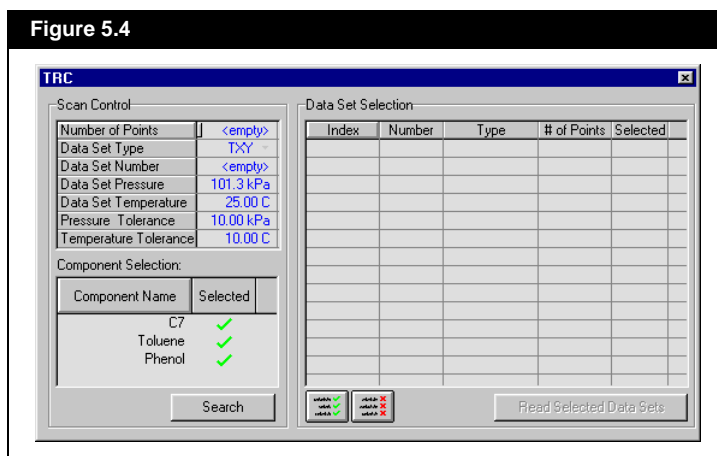 Figure 5.4
TRC
Scan Control
Number of Points <empty>
Data Set Type TXY
Data Set Number <empty>
Data Set Pressure 101.3 kPa
Data Set Temperature 25.00 C
Pressure Tolerance 10.00 kPa
Temperature Tolerance 10.00 C
Component Selection:
Component Name Selected
C7
Toluene
Phenol
Search
Data Set Selection
Index Number Type # of Points Selected
Read Selected Data Sets